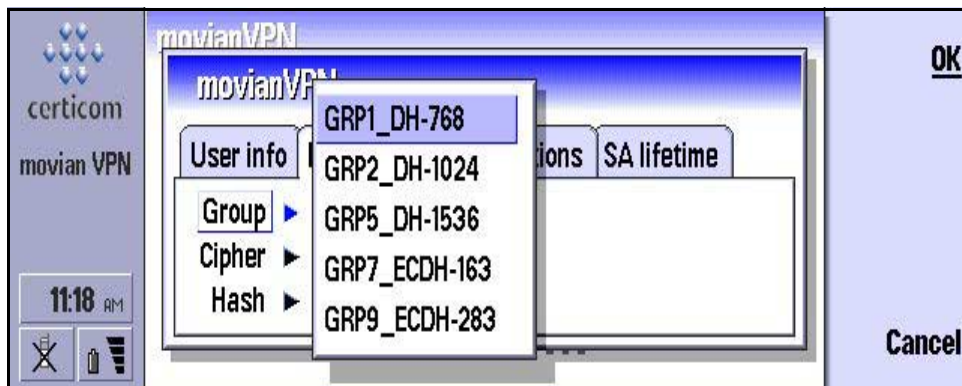 certicom
movian VPN
11:18 AM
movianVPN
movianVPN
User info
ions
SA lifetime
Group
Cipher
Hash
GRP1_DH-768
GRP2_DH-1024
GRP5_DH-1536
GRP7_ECDH-163
GRP9_ECDH-283
OK
Cancel